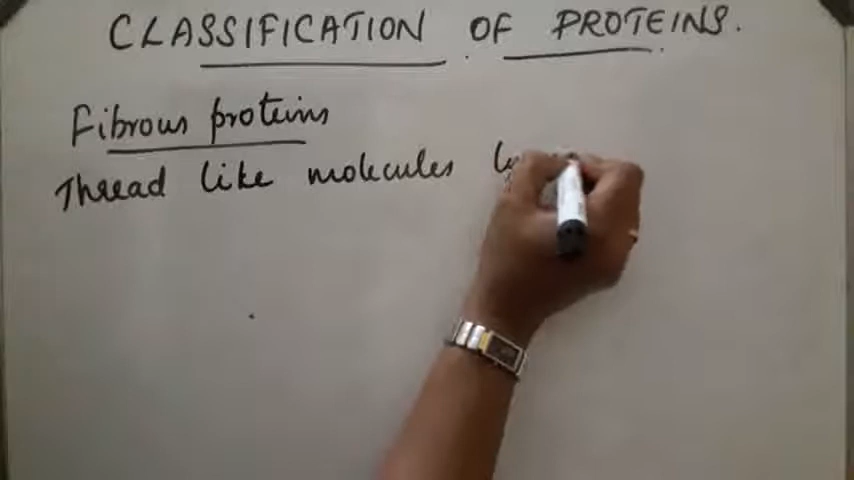 CLASSIFICATION OF PROTEINS.
Fibrous proteins
Thread like molecules